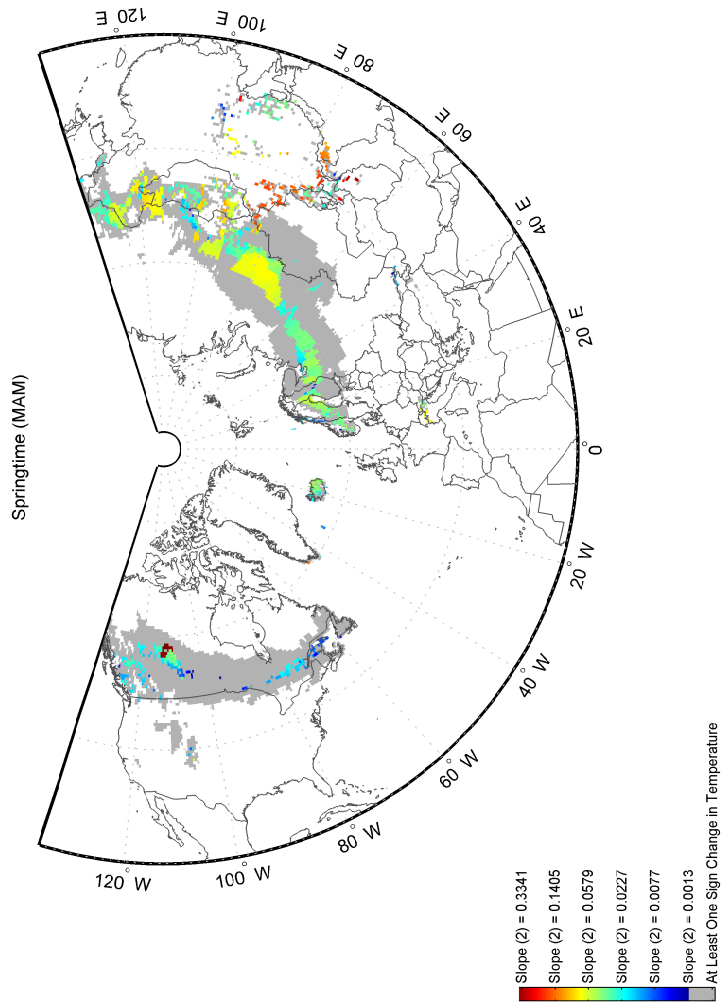 Springtime (MAM)
120 E
100 E
80 E
60 E
40 E
20 E
0
20 W
40 W
60 W
80 W
100 W
120 W
Slope (2) = 0.3341
Slope (2) = 0.1405
Slope (2) = 0.0579
Slope (2) = 0.0227
Slope (2) = 0.0077
Slope (2) = 0.0013
At Least One Sign Change in Temperature